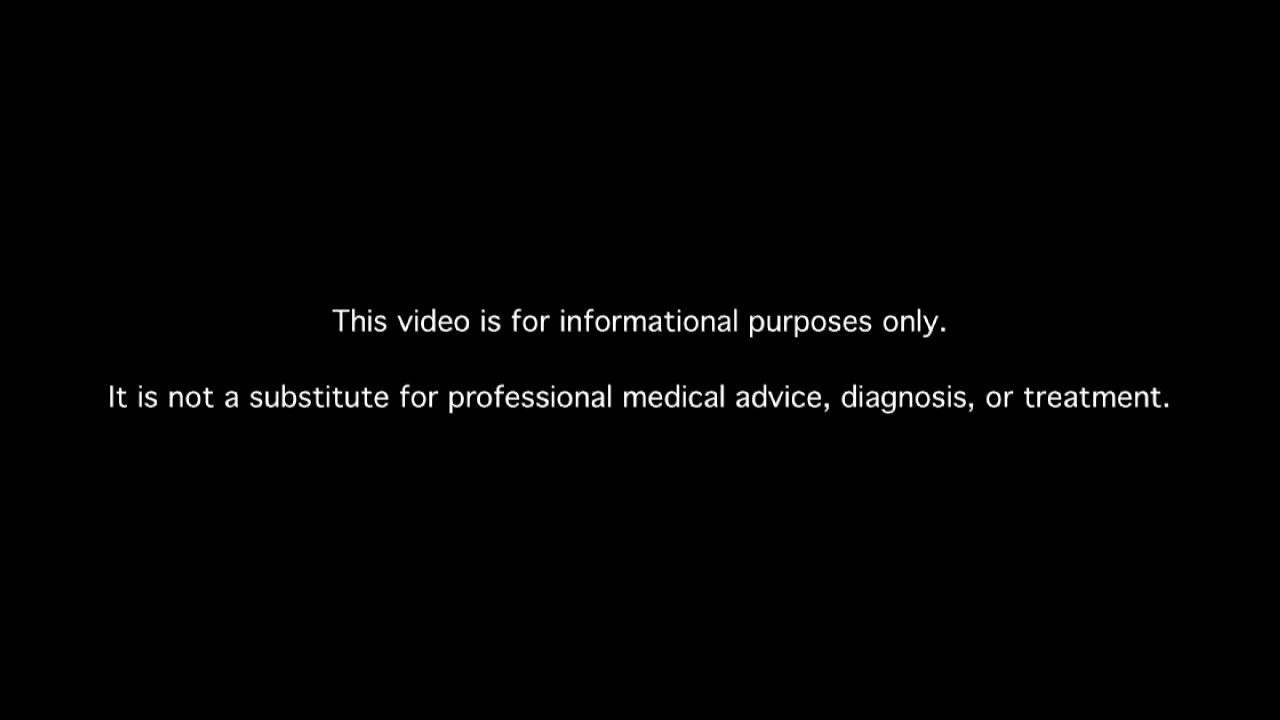 This video is for informational purposes only.
It is not a substitute for professional medical advice, diagnosis, or treatment.